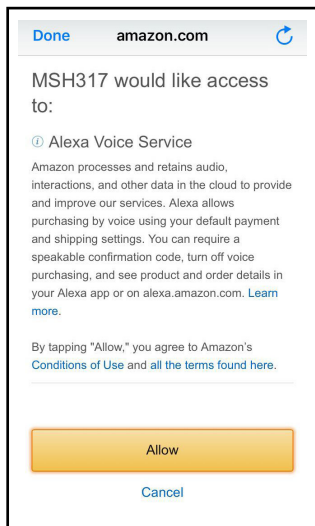 Done amazon.com
MSH317 would like access
to:
Alexa Voice Service
Amazon processes and retains audio,
interactions, and other data in the cloud to provide
and improve our services. Alexa allows
purchasing by voice using your default payment
and shipping settings. You can require a
speakable confirmation code, turn off voice
purchasing, and see product and order details in
your Alexa app or on alexa.amazon.com. Learn
more.
By tapping "Allow," you agree to Amazon's
Conditions of Use and all the terms found here.
Allow
Cancel